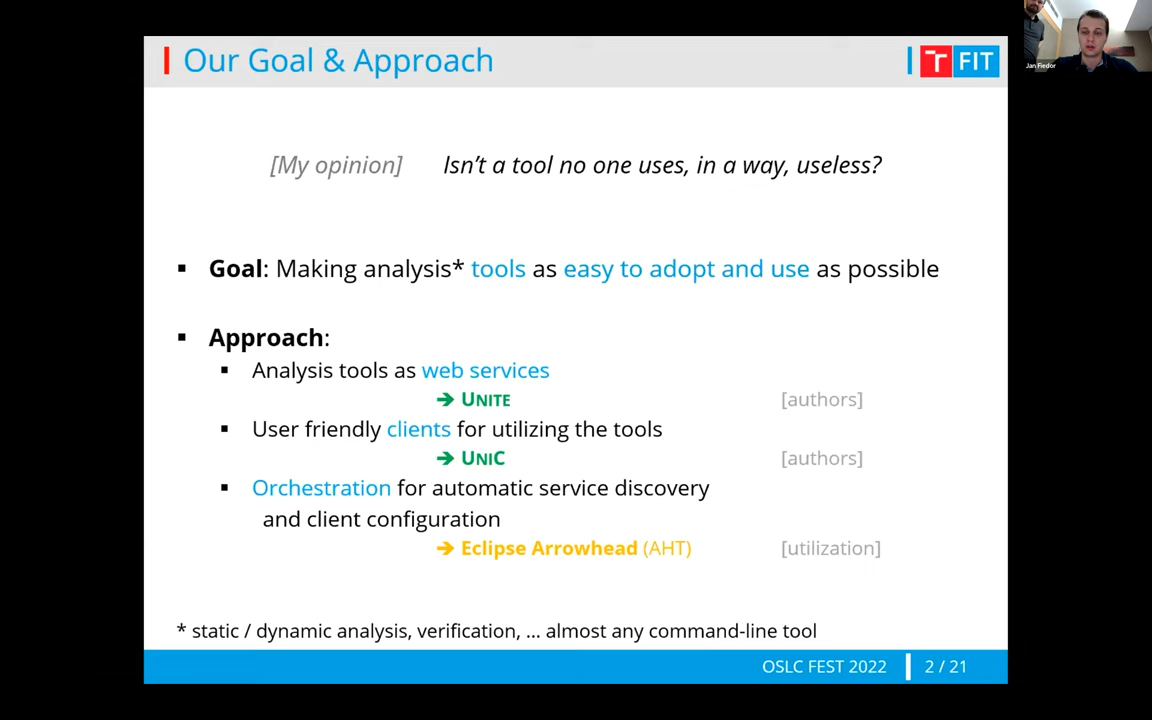 Our Goal & Approach
T FIT
Jan Fiedor
[My opinion] Isn't a tool no one uses, in a way, useless?
▪ Goal: Making analysis* tools as easy to adopt and use as possible
▪ Approach:
▪ Analysis tools as web services
➔ UNITE [authors]
▪ User friendly clients for utilizing the tools
➔ UNIC [authors]
▪ Orchestration for automatic service discovery
and client configuration
➔ Eclipse Arrowhead (AHT) [utilization]
* static / dynamic analysis, verification, ... almost any command-line tool
OSLC FEST 2022 2 / 21